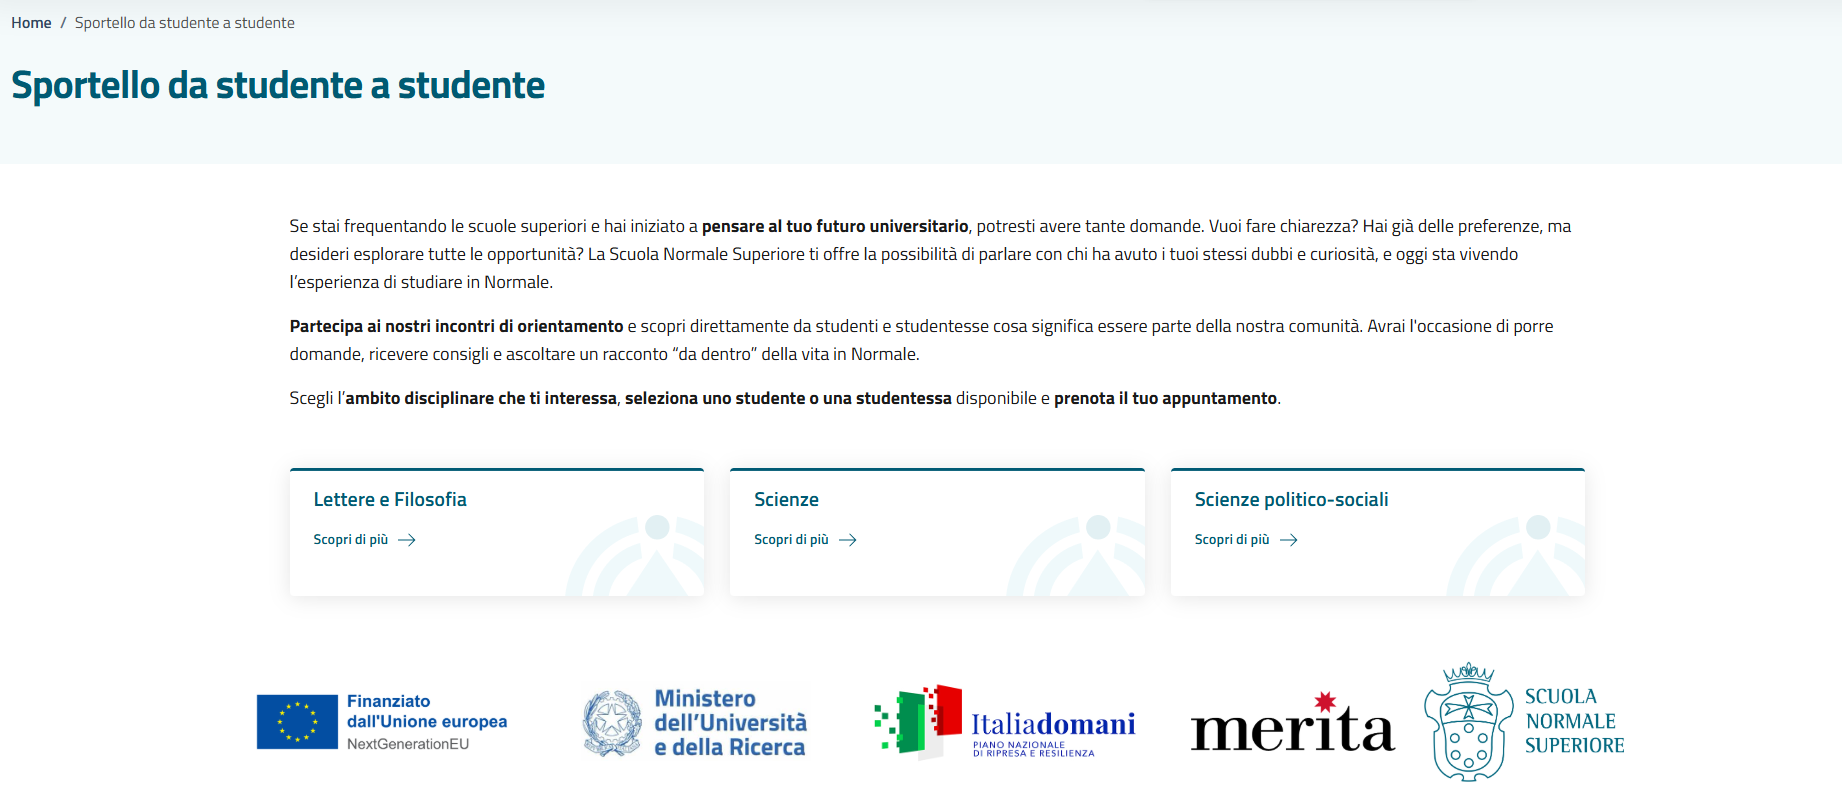 Home / Sportello da studente a studente
Sportello da studente a studente
Se stai frequentando le scuole superiori e hai iniziato a pensare al tuo futuro universitario, potresti avere tante domande. Vuoi fare chiarezza? Hai già delle preferenze, ma
desideri esplorare tutte le opportunità? La Scuola Normale Superiore ti offre la possibilità di parlare con chi ha avuto i tuoi stessi dubbi e curiosità, e oggi sta vivendo
l’esperienza di studiare in Normale.
Partecipa ai nostri incontri di orientamento e scopri direttamente da studenti e studentesse cosa significa essere parte della nostra comunità. Avrai l'occasione di porre
domande, ricevere consigli e ascoltare un racconto “da dentro” della vita in Normale.
Scegli l’ambito disciplinare che ti interessa, seleziona uno studente o una studentessa disponibile e prenota il tuo appuntamento.
Lettere e Filosofia
Scopri di più
Scienze
Scopri di più
Scienze politico-sociali
Scopri di più
Finanziato
dall'Unione europea
NextGenerationEU
Ministero
dell’Università
e della Ricerca
Italiadomani
PIANO NAZIONALE
DI RIPRESA E RESILIENZA
merita
SCUOLA
NORMALE
SUPERIORE